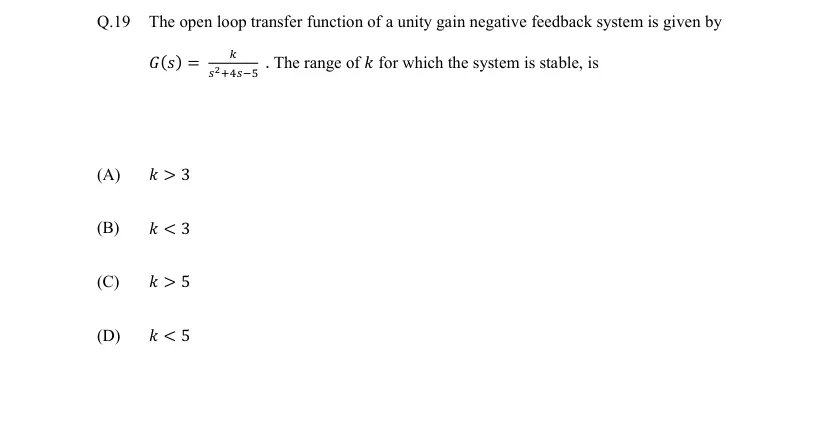 Q.19 The open loop transfer function of a unity gain negative feedback system is given by
G(s) = k / (s² + 4s − 5) . The range of k for which the system is stable, is
(A) k > 3
(B) k < 3
(C) k > 5
(D) k < 5